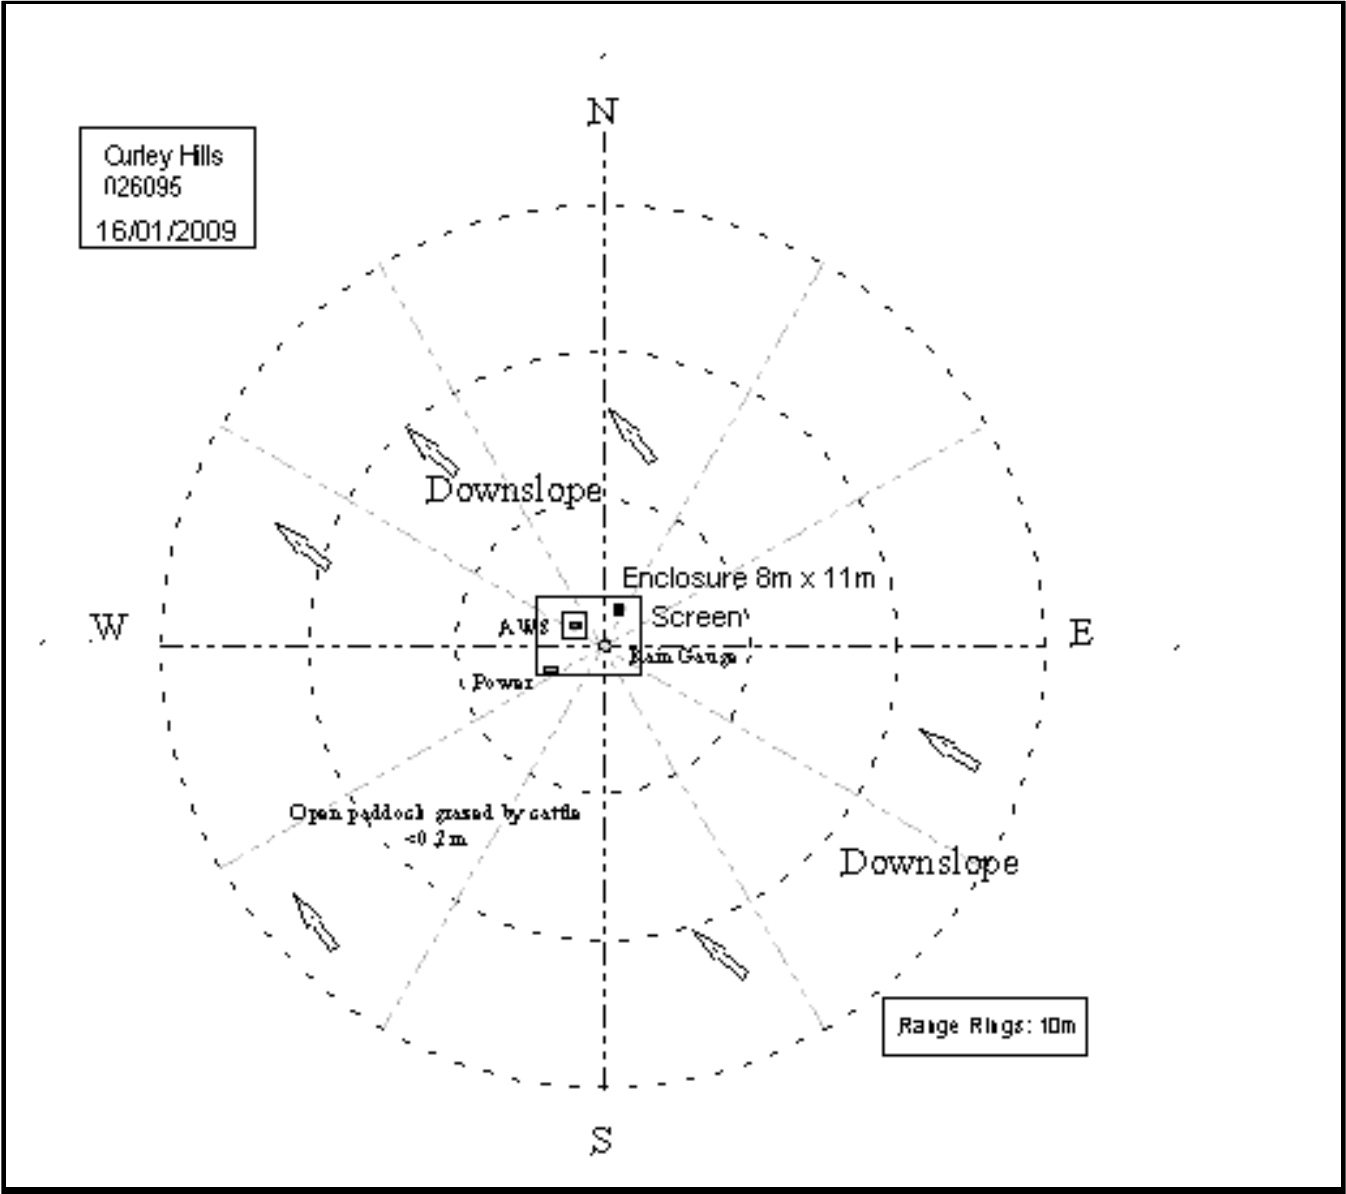 N
Curley Hills
026095
16/01/2009
Downslope
Enclosure 8m x 11m
Screen
AWS
W
E
Rain Gauge
Power
Open paddock grazed by cattle
<0.2m
Downslope
Range Rings: 10m
S